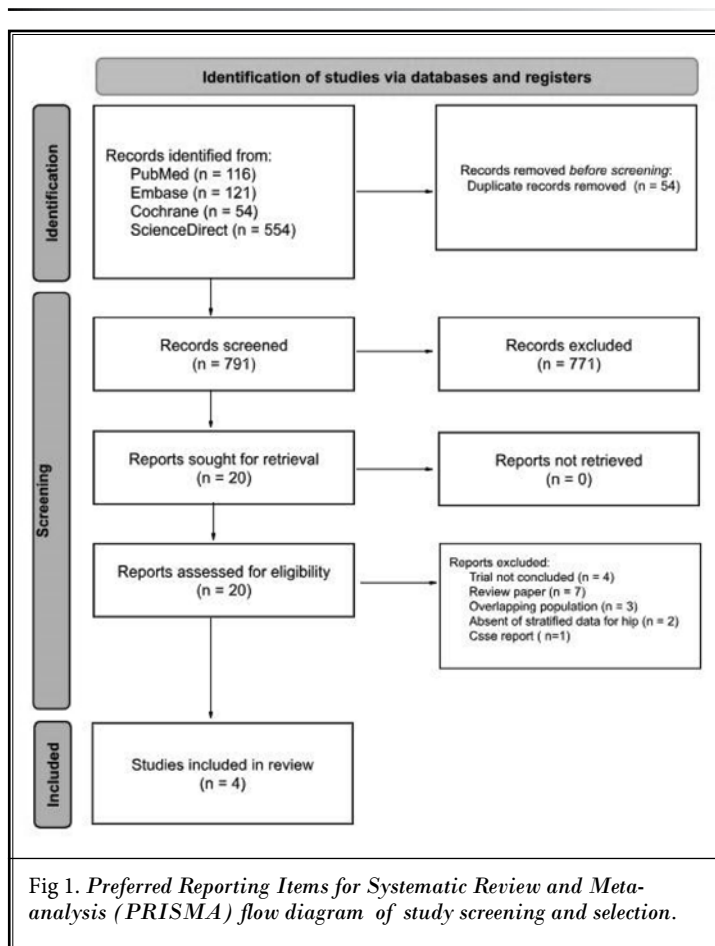 Identification of studies via databases and registers
Identification
Records identified from:
PubMed (n = 116)
Embase (n = 121)
Cochrane (n = 54)
ScienceDirect (n = 554)
Records removed before screening:
Duplicate records removed (n = 54)
Screening
Records screened
(n = 791)
Records excluded
(n = 771)
Reports sought for retrieval
(n = 20)
Reports not retrieved
(n = 0)
Reports assessed for eligibility
(n = 20)
Reports excluded:
Trial not concluded (n = 4)
Review paper (n = 7)
Overlapping population (n = 3)
Absent of stratified data for hip (n = 2)
Csse report ( n=1)
Included
Studies included in review
(n = 4)
Fig 1. Preferred Reporting Items for Systematic Review and Meta-
analysis (PRISMA) flow diagram of study screening and selection.